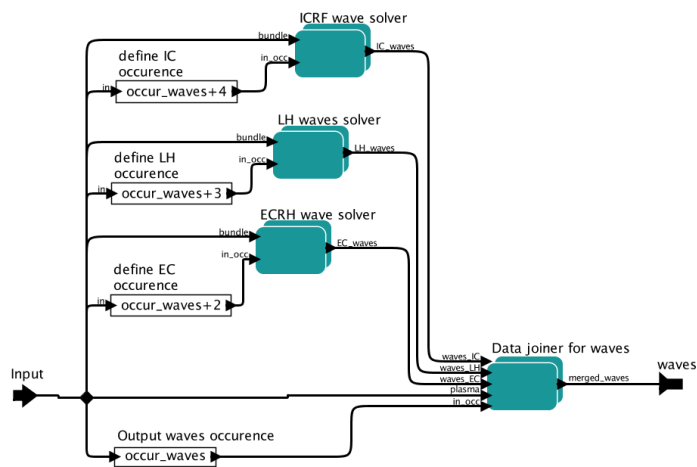 ICRF wave solver
bundle
IC_waves
define IC
occurence
in_occ
in
occur_waves+4
LH waves solver
bundle
LH_waves
define LH
occurence
in_occ
in
occur_waves+3
ECRH wave solver
bundle
EC_waves
in_occ
define EC
occurence
in
occur_waves+2
Data joiner for waves
waves_IC
waves_LH
waves_EC
plasma
in_occ
merged_waves
waves
Input
Output waves occurence
occur_waves